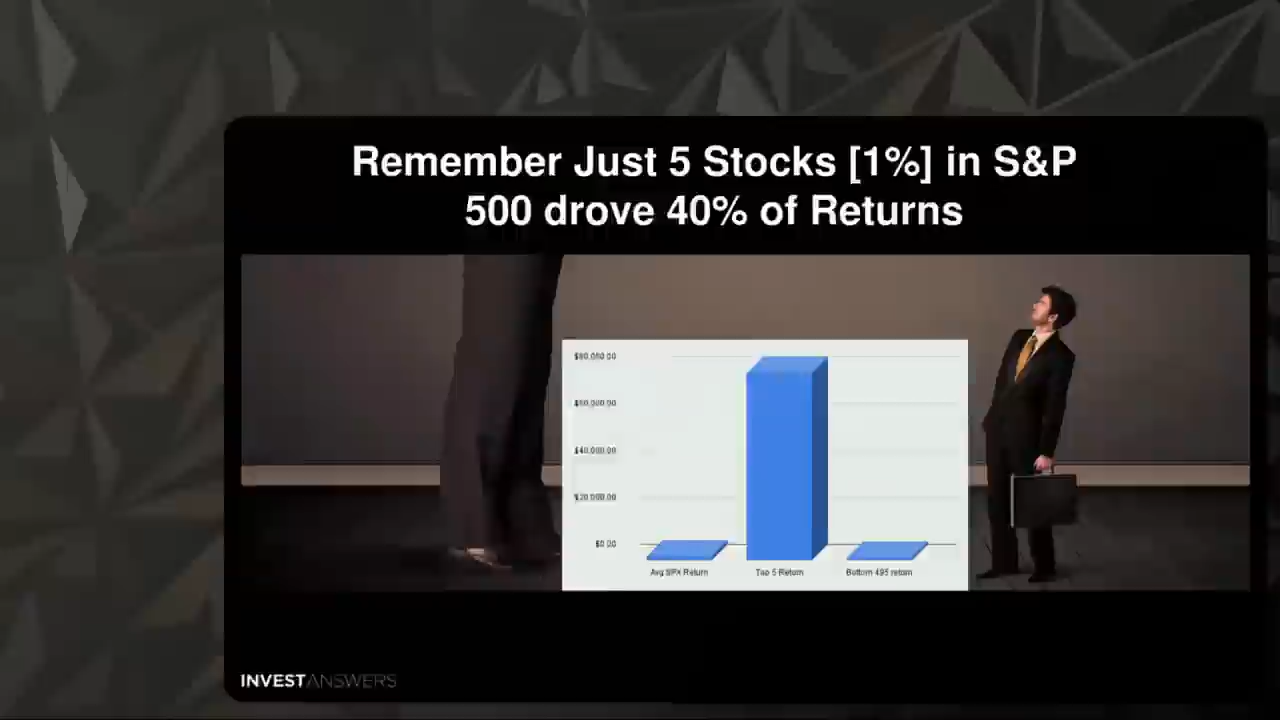 Remember Just 5 Stocks [1%] in S&P
500 drove 40% of Returns
$80,000.00
$60,000.00
$40,000.00
$20,000.00
$0.00
Avg SPX Return
Top 5 Return
Bottom 495 return
INVESTANSWERS